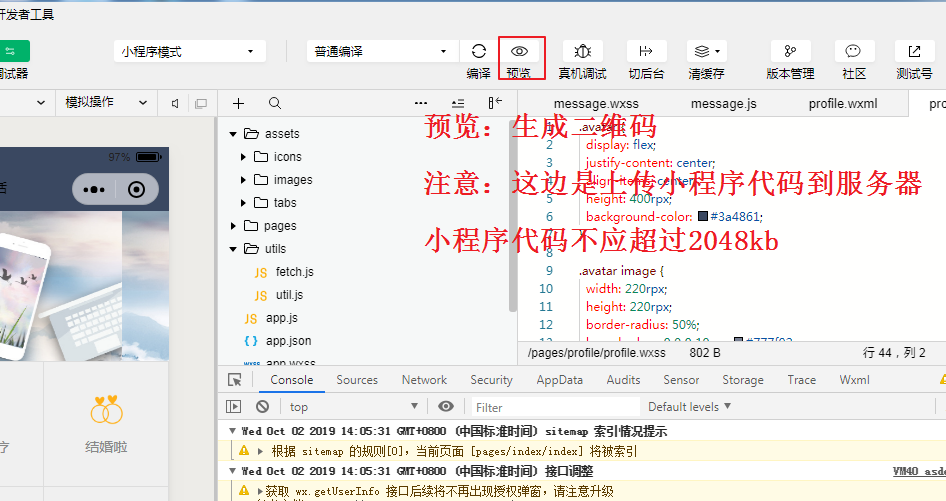 开发者工具
小程序模式
普通编译
调试器
编译
预览
真机调试
切后台
清缓存
版本管理
社区
测试号
模拟操作
message.wxss
message.js
profile.wxml
97%
assets
icons
images
tabs
pages
utils
JS fetch.js
JS util.js
JS app.js
{ } app.json
wxss app.wxss
预览：生成二维码
注意：这边是上传小程序代码到服务器
小程序代码不应超过2048kb
1 .avatar {
2 display: flex;
3 justify-content: center;
4 align-items: center;
5 height: 400rpx;
6 background-color: #3a4861;
7 }
8
9 .avatar image {
10 width: 220rpx;
11 height: 220rpx;
12 border-radius: 50%;
/pages/profile/profile.wxss
802 B
行 44，列 2
结婚啦
Console
Sources
Network
Security
AppData
Audits
Sensor
Storage
Trace
Wxml
top
Filter
Default levels
Wed Oct 02 2019 14:05:31 GMT+0800 (中国标准时间) sitemap 索引情况提示
根据 sitemap 的规则[0]，当前页面 [pages/index/index] 将被索引
Wed Oct 02 2019 14:05:31 GMT+0800 (中国标准时间) 接口调整
VM40 asde
获取 wx.getUserInfo 接口后续将不再出现授权弹窗，请注意升级